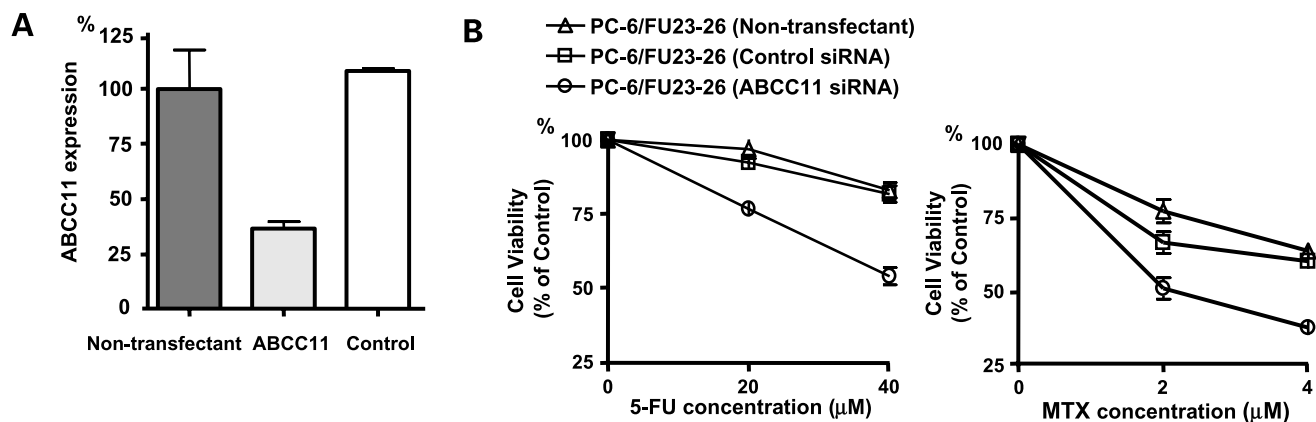 A
%
125
100
75
50
25
0
ABCC11 expression
Non-transfectant ABCC11 Control
B
PC-6/FU23-26 (Non-transfectant)
PC-6/FU23-26 (Control siRNA)
PC-6/FU23-26 (ABCC11 siRNA)
%
100
75
50
25
Cell Viability
(% of Control)
0 20 40
5-FU concentration (μM)
%
100
75
50
25
Cell Viability
(% of Control)
0 2 4
MTX concentration (μM)